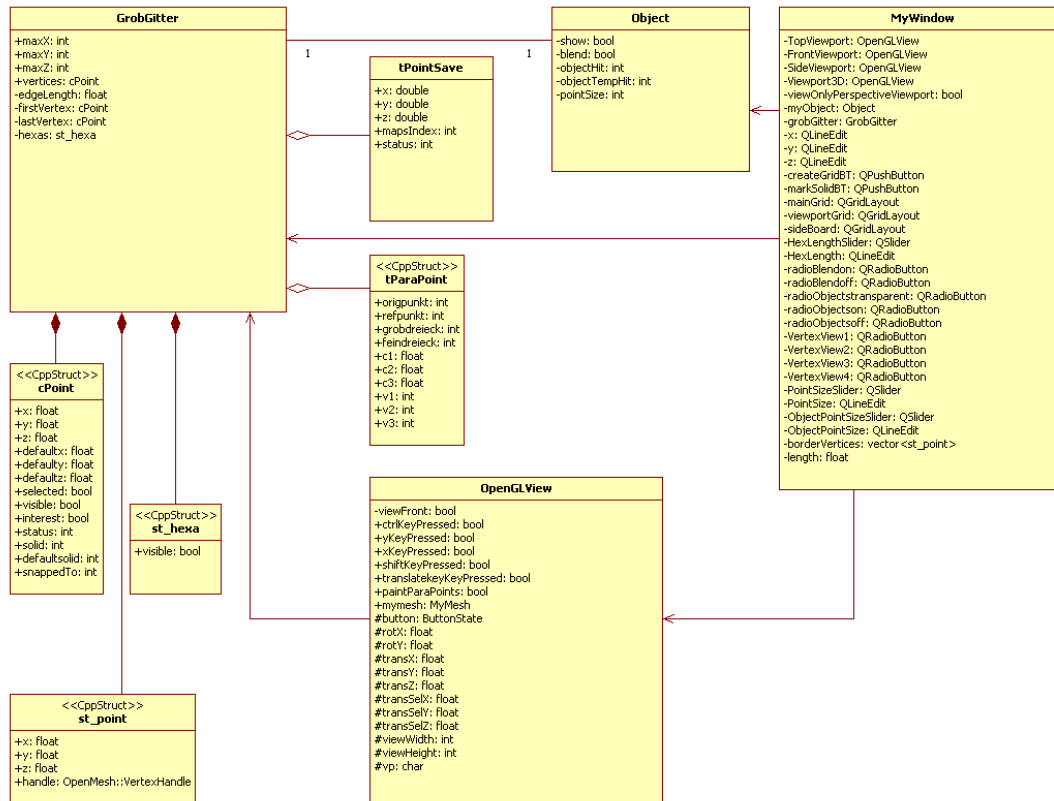 GrobGitter
+maxX: int
+maxY: int
+maxZ: int
+vertices: cPoint
-edgeLength: float
-firstVertex: cPoint
-lastVertex: cPoint
-hexas: st_hexa
1
1
Object
-show: bool
-blend: bool
-objectHit: int
-objectTempHit: int
-pointSize: int
MyWindow
-TopViewport: OpenGLView
-FrontViewport: OpenGLView
-SideViewport: OpenGLView
-Viewport3D: OpenGLView
-viewOnlyPerspectiveViewport: bool
-myObject: Object
-grobGitter: GrobGitter
-x: QLineEdit
-y: QLineEdit
-z: QLineEdit
-createGridBT: QPushButton
-markSolidBT: QPushButton
-mainGrid: QGridLayout
-viewportGrid: QGridLayout
-sideBoard: QGridLayout
-HexLengthSlider: QSlider
-HexLength: QLineEdit
-radioBlendon: QRadioButton
-radioBlendoff: QRadioButton
-radioObjectstransparent: QRadioButton
-radioObjectson: QRadioButton
-radioObjectsoff: QRadioButton
-VertexView1: QRadioButton
-VertexView2: QRadioButton
-VertexView3: QRadioButton
-VertexView4: QRadioButton
-PointSizeSlider: QSlider
-PointSize: QLineEdit
-ObjectPointSizeSlider: QSlider
-ObjectPointSize: QLineEdit
-borderVertices: vector<st_point>
-length: float
tPointSave
+x: double
+y: double
+z: double
+mapsIndex: int
+status: int
<<CppStruct>>
tParaPoint
+origpunkt: int
+refpunkt: int
+grobdreieck: int
+feindreieck: int
+c1: float
+c2: float
+c3: float
+v1: int
+v2: int
+v3: int
<<CppStruct>>
cPoint
+x: float
+y: float
+z: float
+defaultx: float
+defaulty: float
+defaultz: float
+selected: bool
+visible: bool
+interest: bool
+status: int
+solid: int
+defaultsolid: int
+snappedTo: int
<<CppStruct>>
st_hexa
+visible: bool
OpenGLView
-viewFront: bool
+ctrlKeyPressed: bool
+yKeyPressed: bool
+xKeyPressed: bool
+shiftKeyPressed: bool
+translatekeyKeyPressed: bool
+paintParaPoints: bool
+mymesh: MyMesh
#button: ButtonState
#rotX: float
#rotY: float
#transX: float
#transY: float
#transZ: float
#transSelX: float
#transSelY: float
#transSelZ: float
#viewWidth: int
#viewHeight: int
#vp: char
<<CppStruct>>
st_point
+x: float
+y: float
+z: float
+handle: OpenMesh::VertexHandle